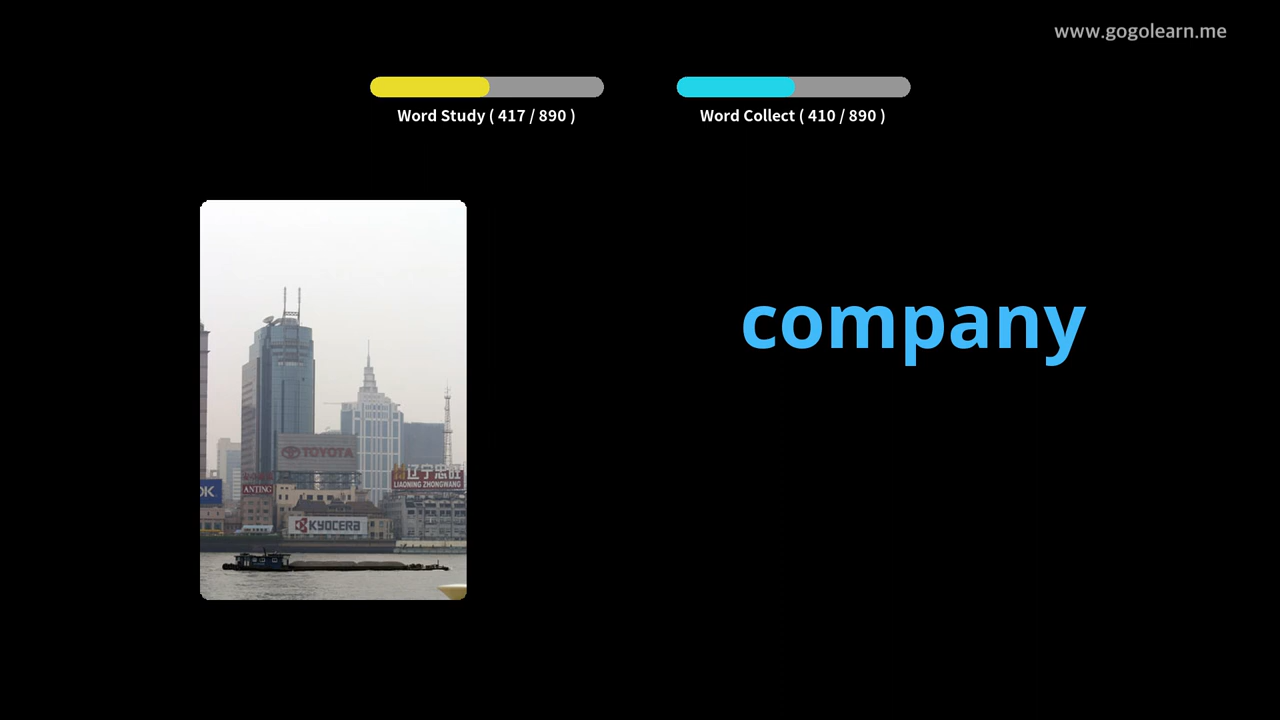 www.gogolearn.me
Word Study ( 417 / 890 )
Word Collect ( 410 / 890 )
company
TOYOTA
辽宁忠旺
LIAONING ZHONGWANG
ANTING
OK
KYOCERA